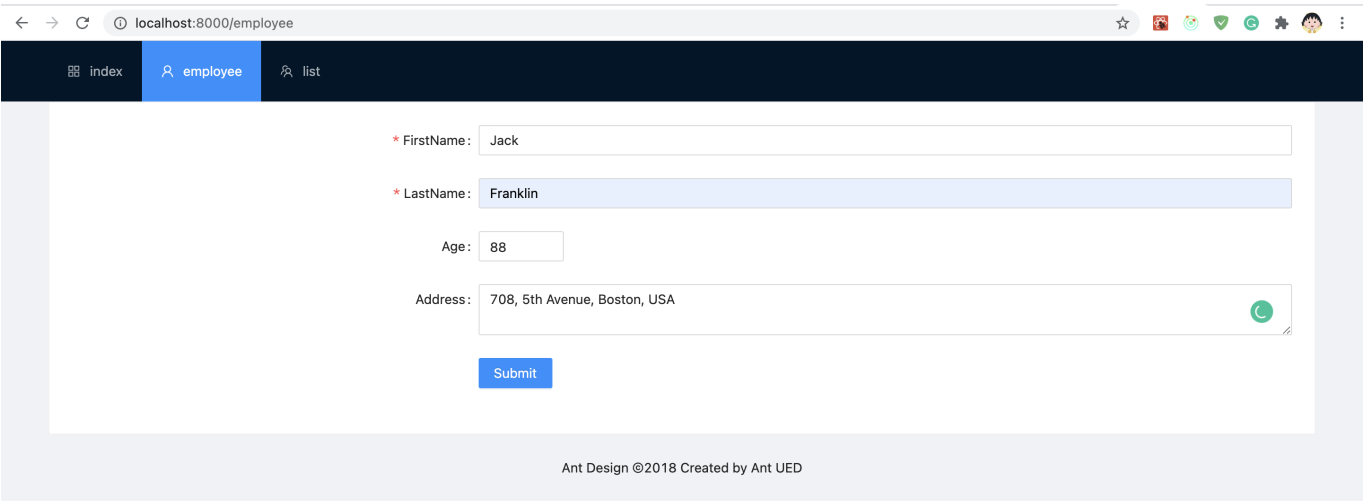 localhost:8000/employee
index employee list
* FirstName: Jack
* LastName: Franklin
Age: 88
Address: 708, 5th Avenue, Boston, USA
Submit
Ant Design ©2018 Created by Ant UED